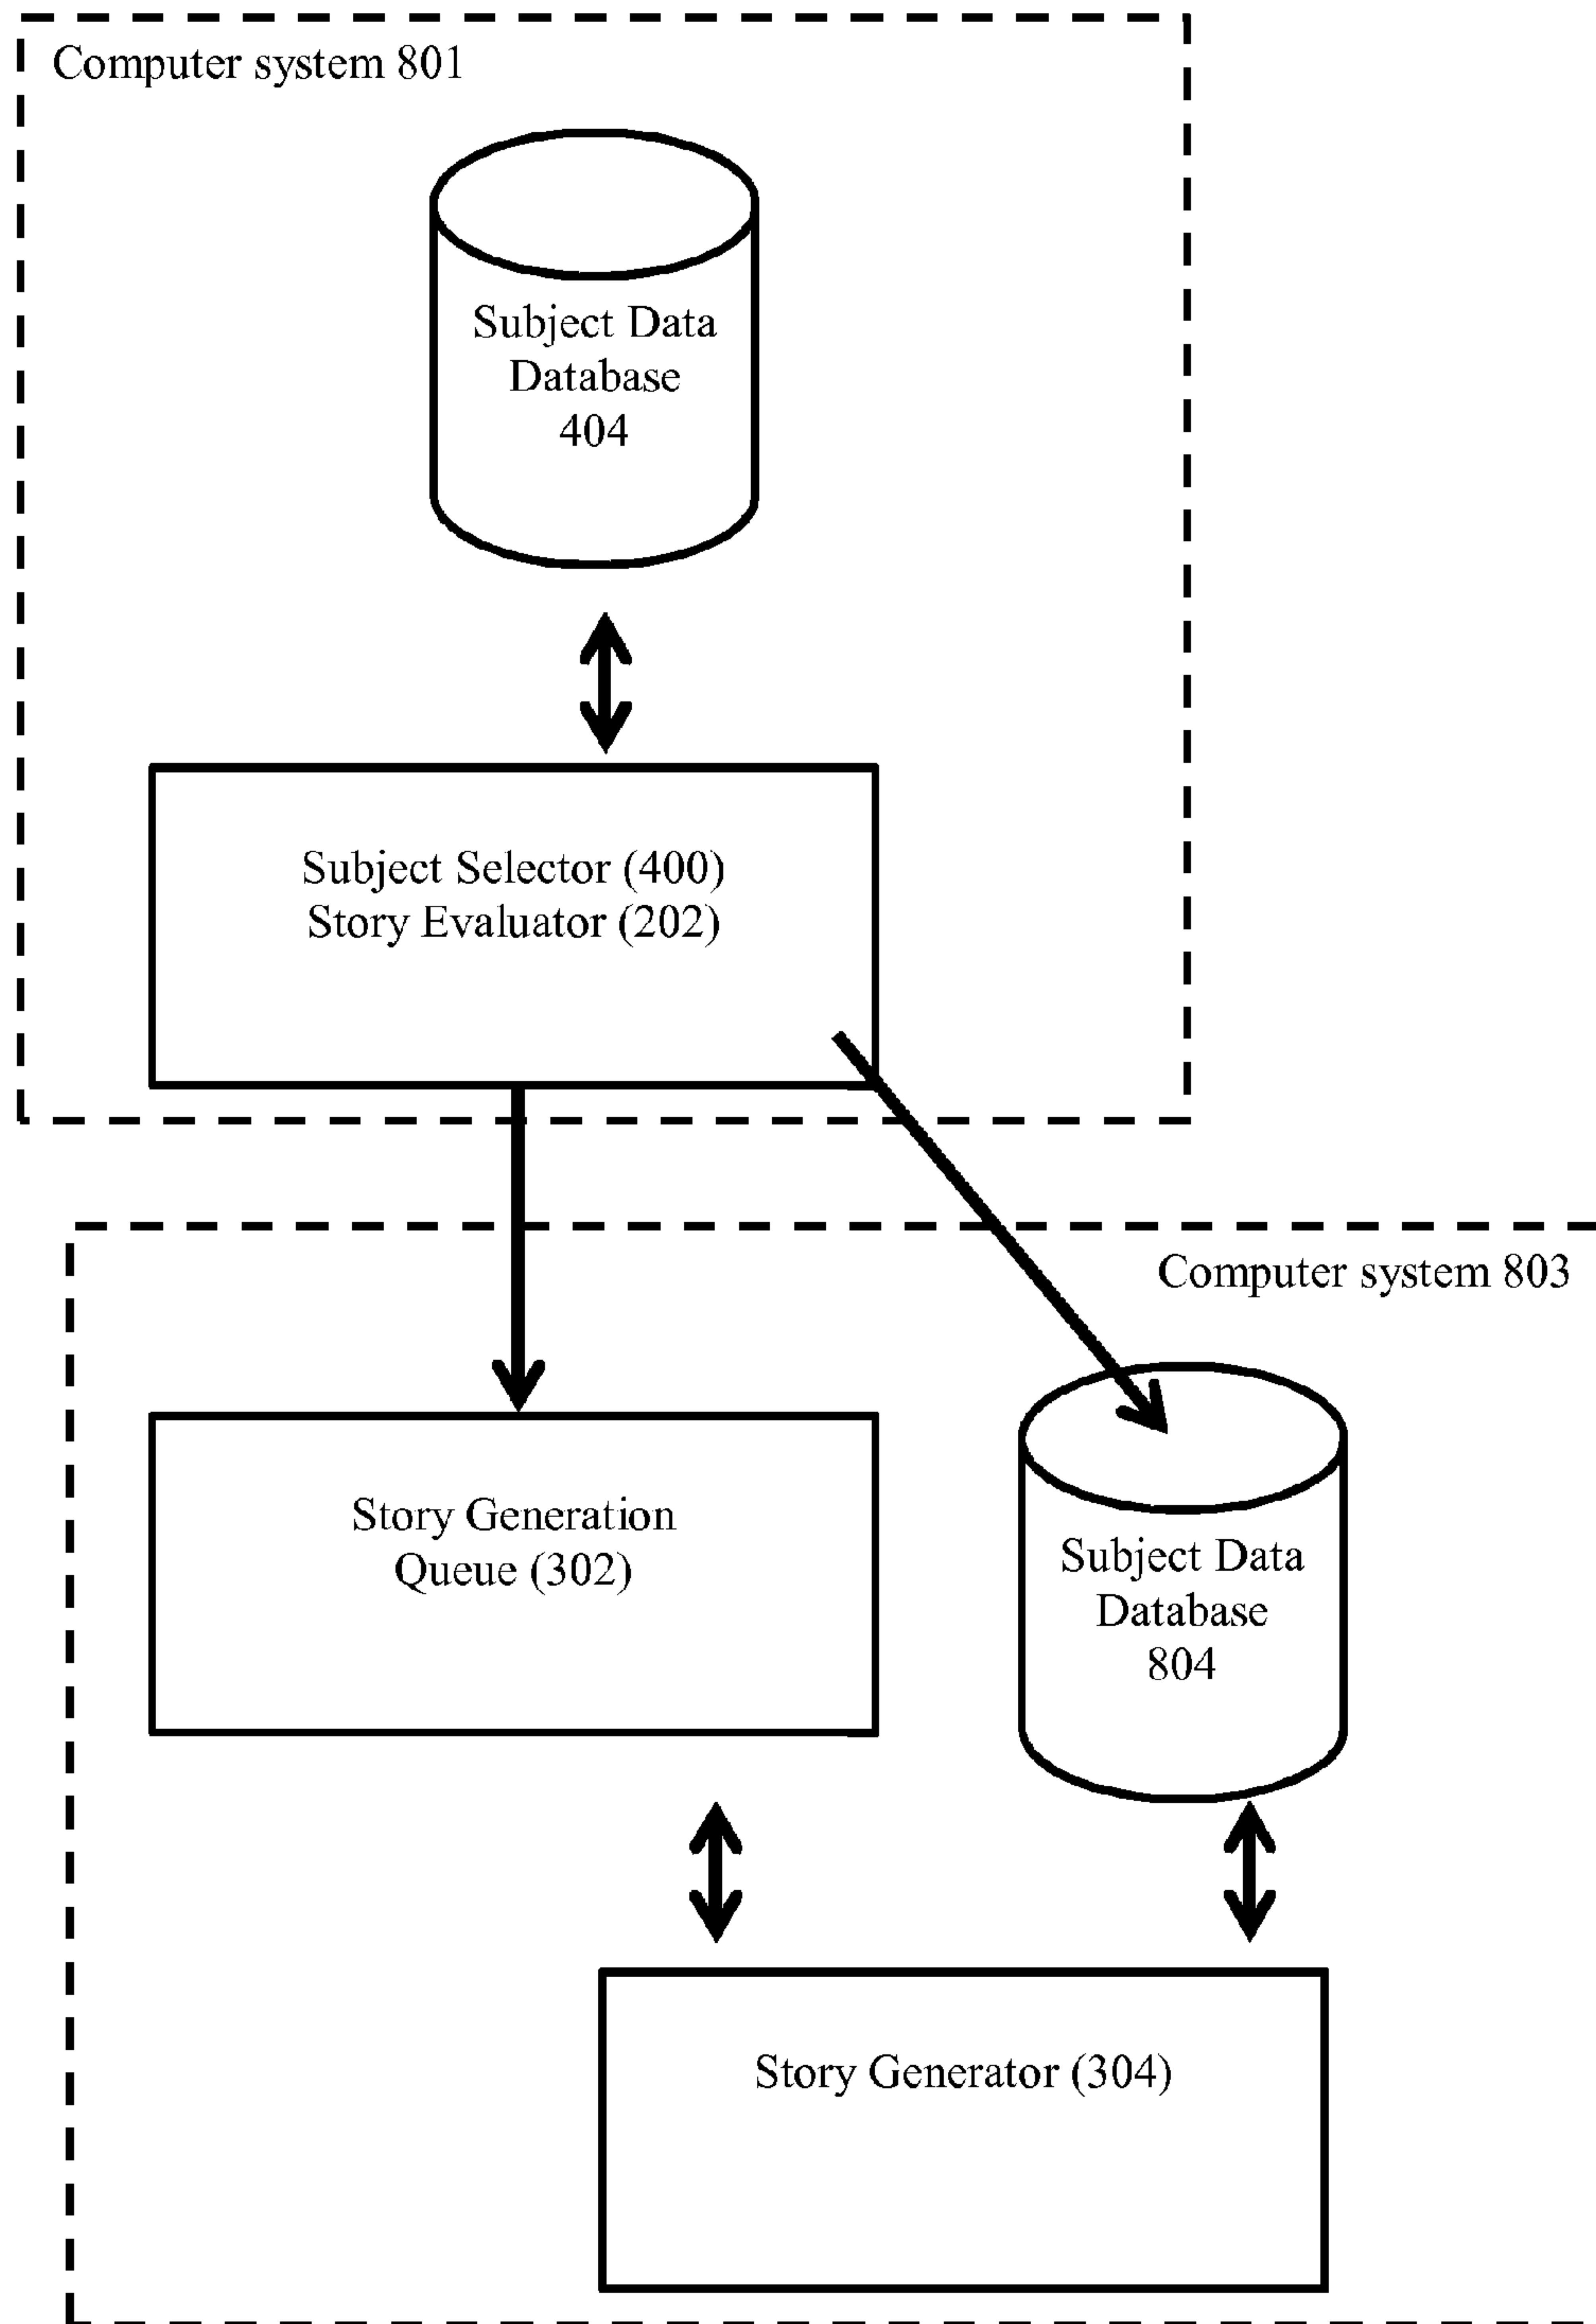 Computer system 801
Subject Data
Database
404
Subject Selector (400)
Story Evaluator (202)
Computer system 803
Story Generation
Queue (302)
Subject Data
Database
804
Story Generator (304)